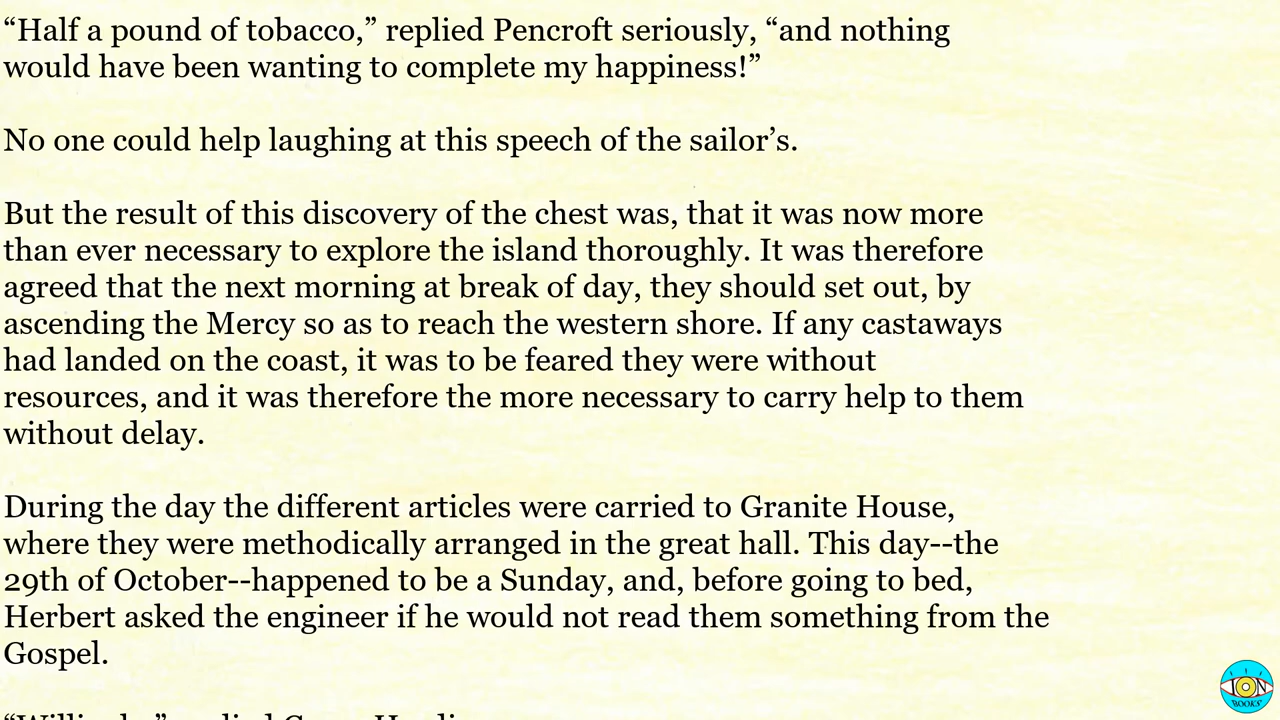 “Half a pound of tobacco,” replied Pencroft seriously, “and nothing
would have been wanting to complete my happiness!”
No one could help laughing at this speech of the sailor’s.
But the result of this discovery of the chest was, that it was now more
than ever necessary to explore the island thoroughly. It was therefore
agreed that the next morning at break of day, they should set out, by
ascending the Mercy so as to reach the western shore. If any castaways
had landed on the coast, it was to be feared they were without
resources, and it was therefore the more necessary to carry help to them
without delay.
During the day the different articles were carried to Granite House,
where they were methodically arranged in the great hall. This day--the
29th of October--happened to be a Sunday, and, before going to bed,
Herbert asked the engineer if he would not read them something from the
Gospel.
ION
BOOKS